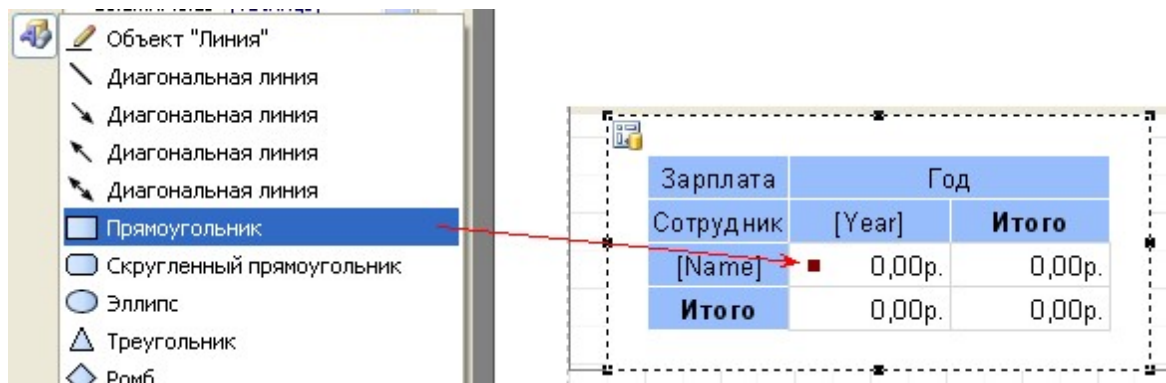 Объект "Линия"
Диагональная линия
Диагональная линия
Диагональная линия
Диагональная линия
Прямоугольник
Скругленный прямоугольник
Эллипс
Треугольник
Ромб
Зарплата Год
Сотрудник [Year] Итого
[Name] 0,00р. 0,00р.
Итого 0,00р. 0,00р.